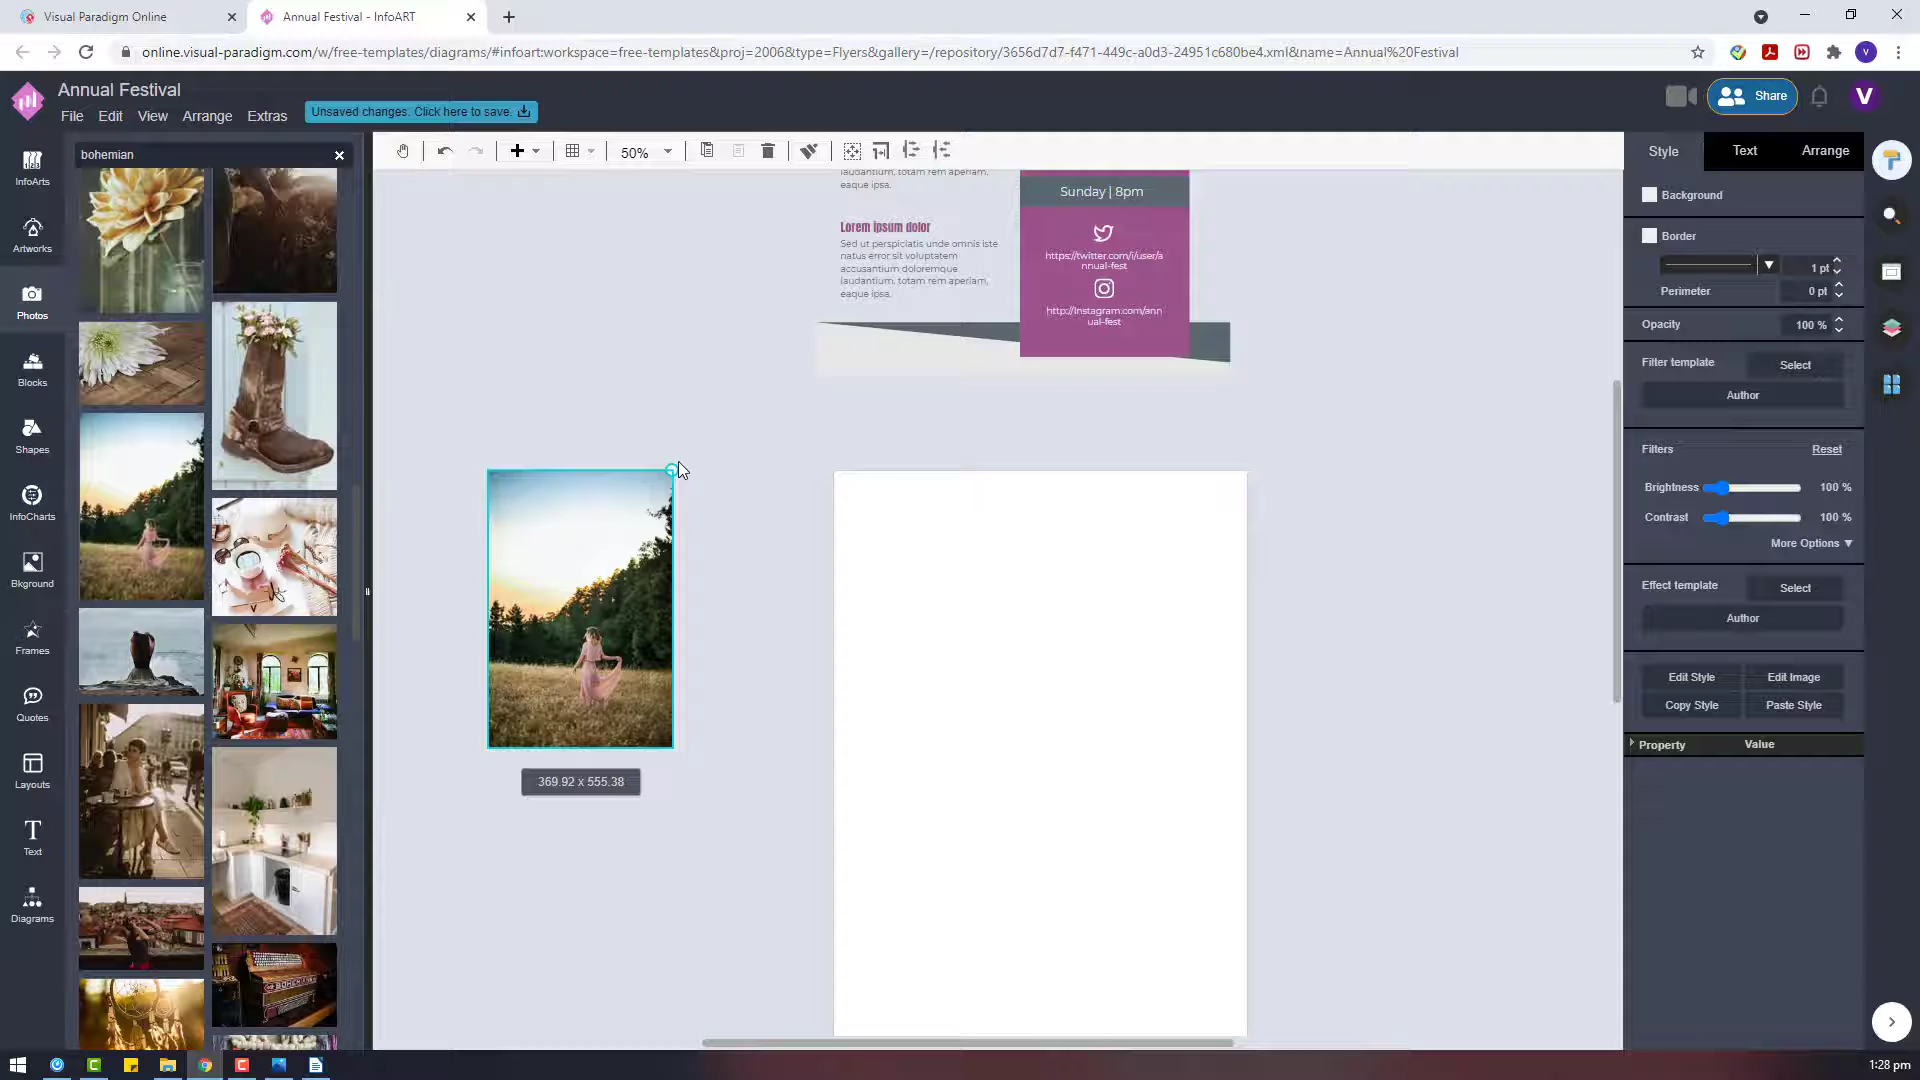 Visual Paradigm Online
Annual Festival - InfoART
online.visual-paradigm.com/w/free-templates/diagrams/#infoart:workspace=free-templates&proj=2006&type=Flyers&gallery=/repository/3656d7d7-f471-449c-a0d3-24951c680be4.xml&name=Annual%20Festival
V
Annual Festival
File Edit View Insert Extras
Unsaved changes. Click here to save.
Share
V
bohemian
50%
Style Text Arrange
InfoArts
Artworks
Photos
Blocks
Shapes
InfoCharts
Bkground
Frames
Quotes
Layouts
Text
Diagrams
laudantium, totam rem aperiam,
eaque ipsa.
Lorem ipsum dolor
Sed ut perspiciatis unde omnis iste
natus error sit voluptatem
accusantium doloremque
laudantium, totam rem aperiam,
eaque ipsa.
Sunday | 8pm
https://twitter.com/i/user/a
nnual-fest
http://instagram.com/ann
ual-fest
369.92 x 555.38
Background
Border
1 pt
Perimeter 0 pt
Opacity 100 %
Filter template Select
Author
Filters Reset
Brightness 100 %
Contrast 100 %
More Options
Effect template Select
Author
Edit Style Edit Image
Copy Style Paste Style
Property Value
1:28 pm